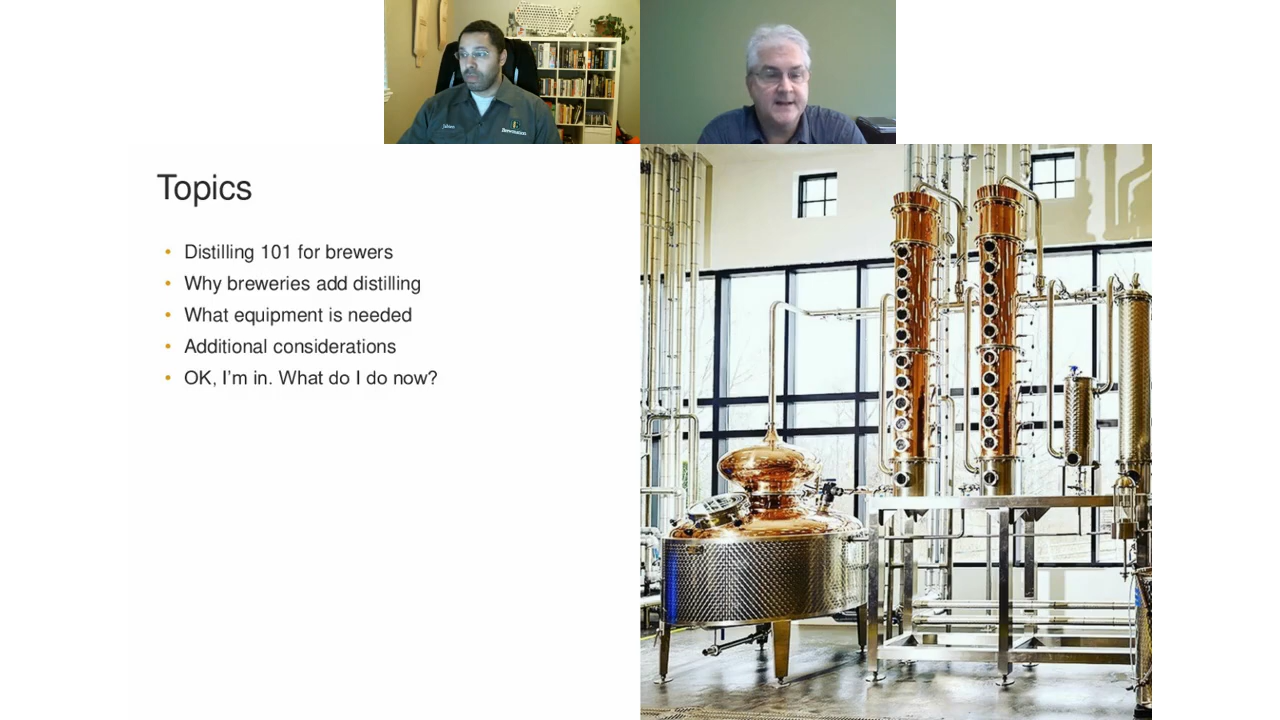 Topics
• Distilling 101 for brewers
• Why breweries add distilling
• What equipment is needed
• Additional considerations
• OK, I'm in. What do I do now?